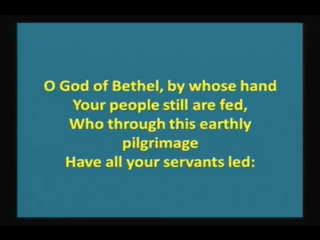 O God of Bethel, by whose hand
Your people still are fed,
Who through this earthly
pilgrimage
Have all your servants led: